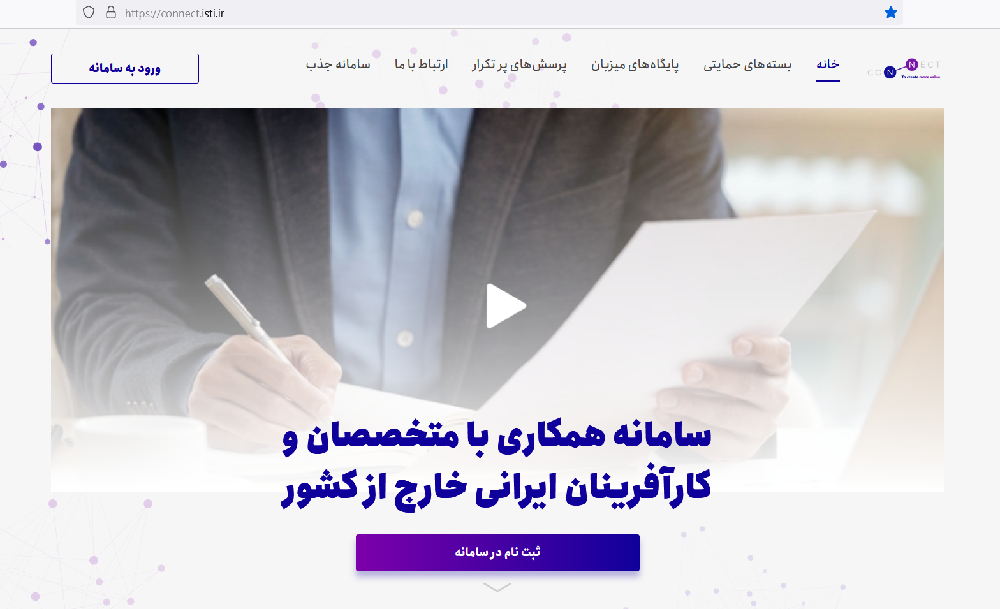 https://connect.isti.ir
CONNECT
To create more value
خانه
بسته‌های حمایتی
پایگاه‌های میزبان
پرسش‌های پر تکرار
ارتباط با ما
سامانه جذب
ورود به سامانه
سامانه همکاری با متخصصان و
کارآفرینان ایرانی خارج از کشور
ثبت نام در سامانه